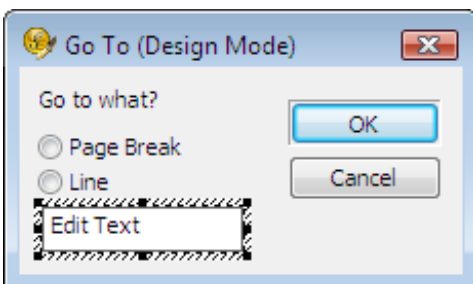 Go To (Design Mode)
Go to what?
OK
Page Break
Cancel
Line
Edit Text